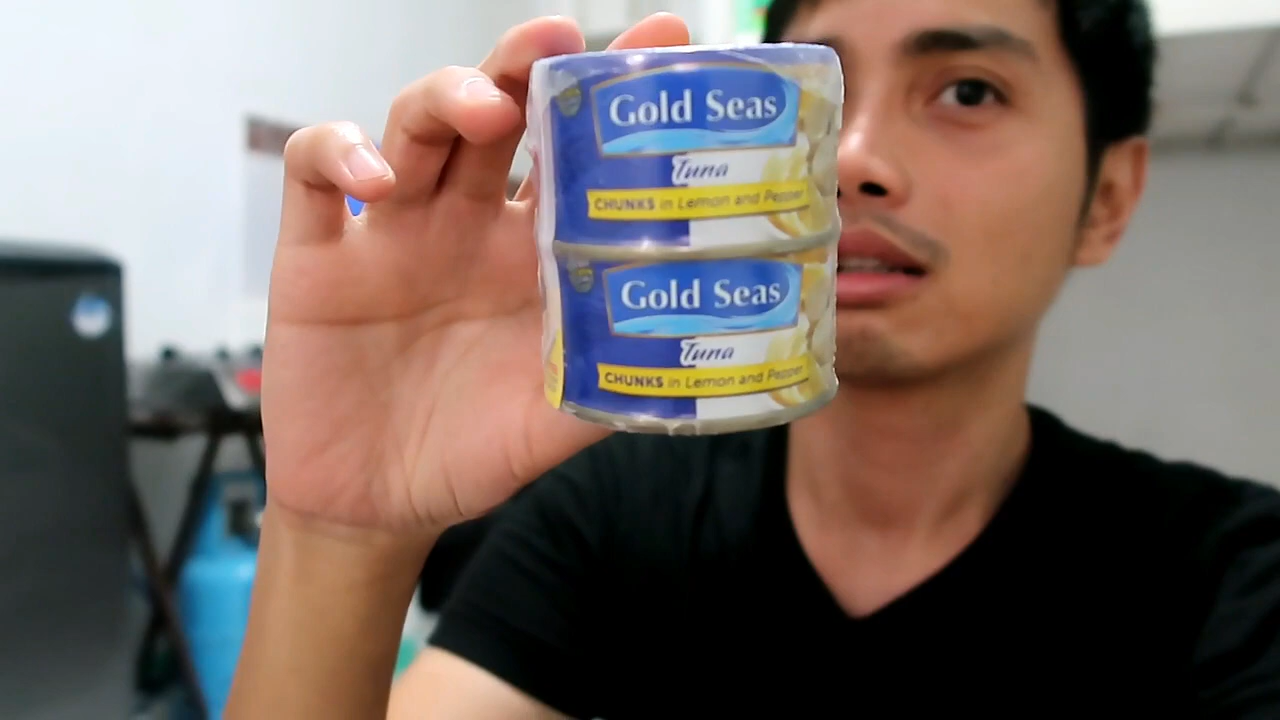 Gold Seas
Tuna
CHUNKS in Lemon and Pepper
Gold Seas
Tuna
CHUNKS in Lemon and Pepper